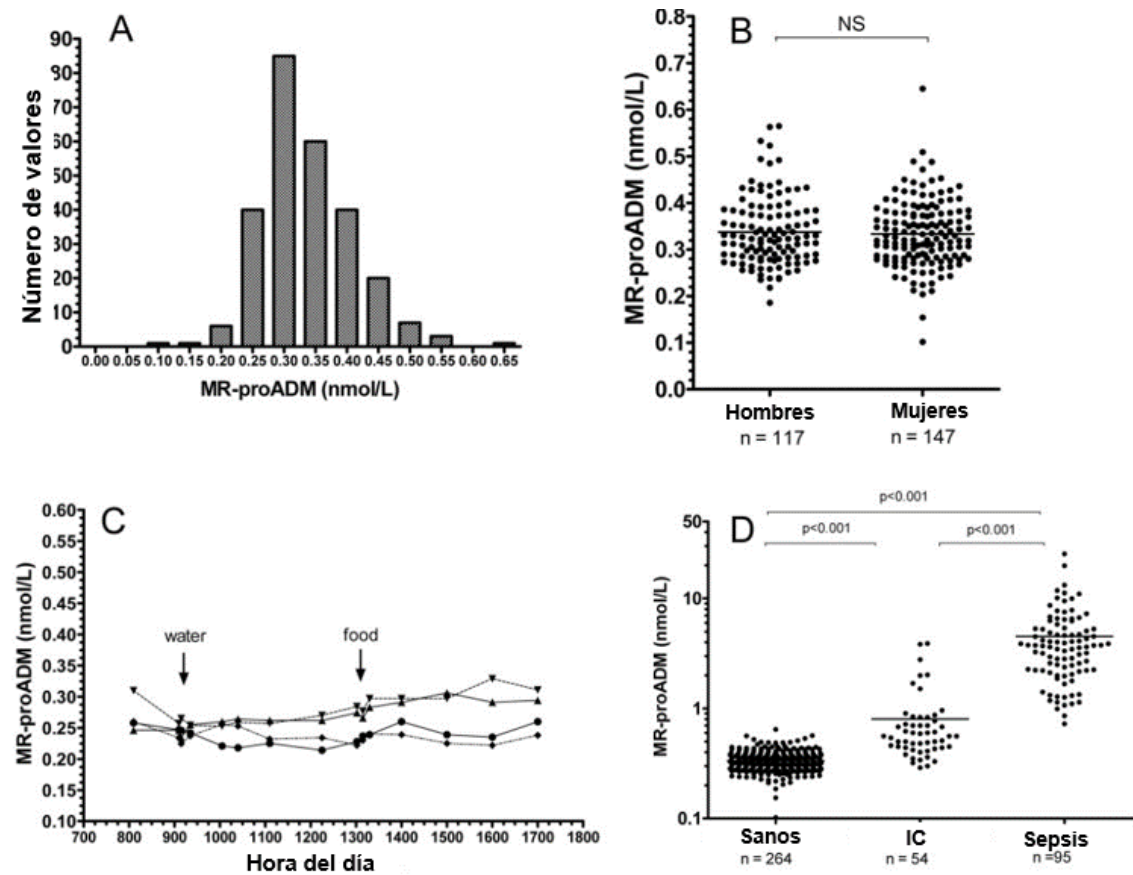 A
90
80
70
60
50
40
30
20
10
0
Número de valores
0.00 0.05 0.10 0.15 0.20 0.25 0.30 0.35 0.40 0.45 0.50 0.55 0.60 0.65
MR-proADM (nmol/L)
B
NS
0.8
0.7
0.6
0.5
0.4
0.3
0.2
0.1
0.0
MR-proADM (nmol/L)
Hombres Mujeres
n = 117 n = 147
C
0.60
0.55
0.50
0.45
0.40
0.35
0.30
0.25
0.20
0.15
0.10
MR-proADM (nmol/L)
water food
700 800 900 1000 1100 1200 1300 1400 1500 1600 1700 1800
Hora del día
D
p<0.001
p<0.001 p<0.001
50
10
1
0.1
MR-proADM (nmol/L)
Sanos IC Sepsis
n = 264 n = 54 n =95